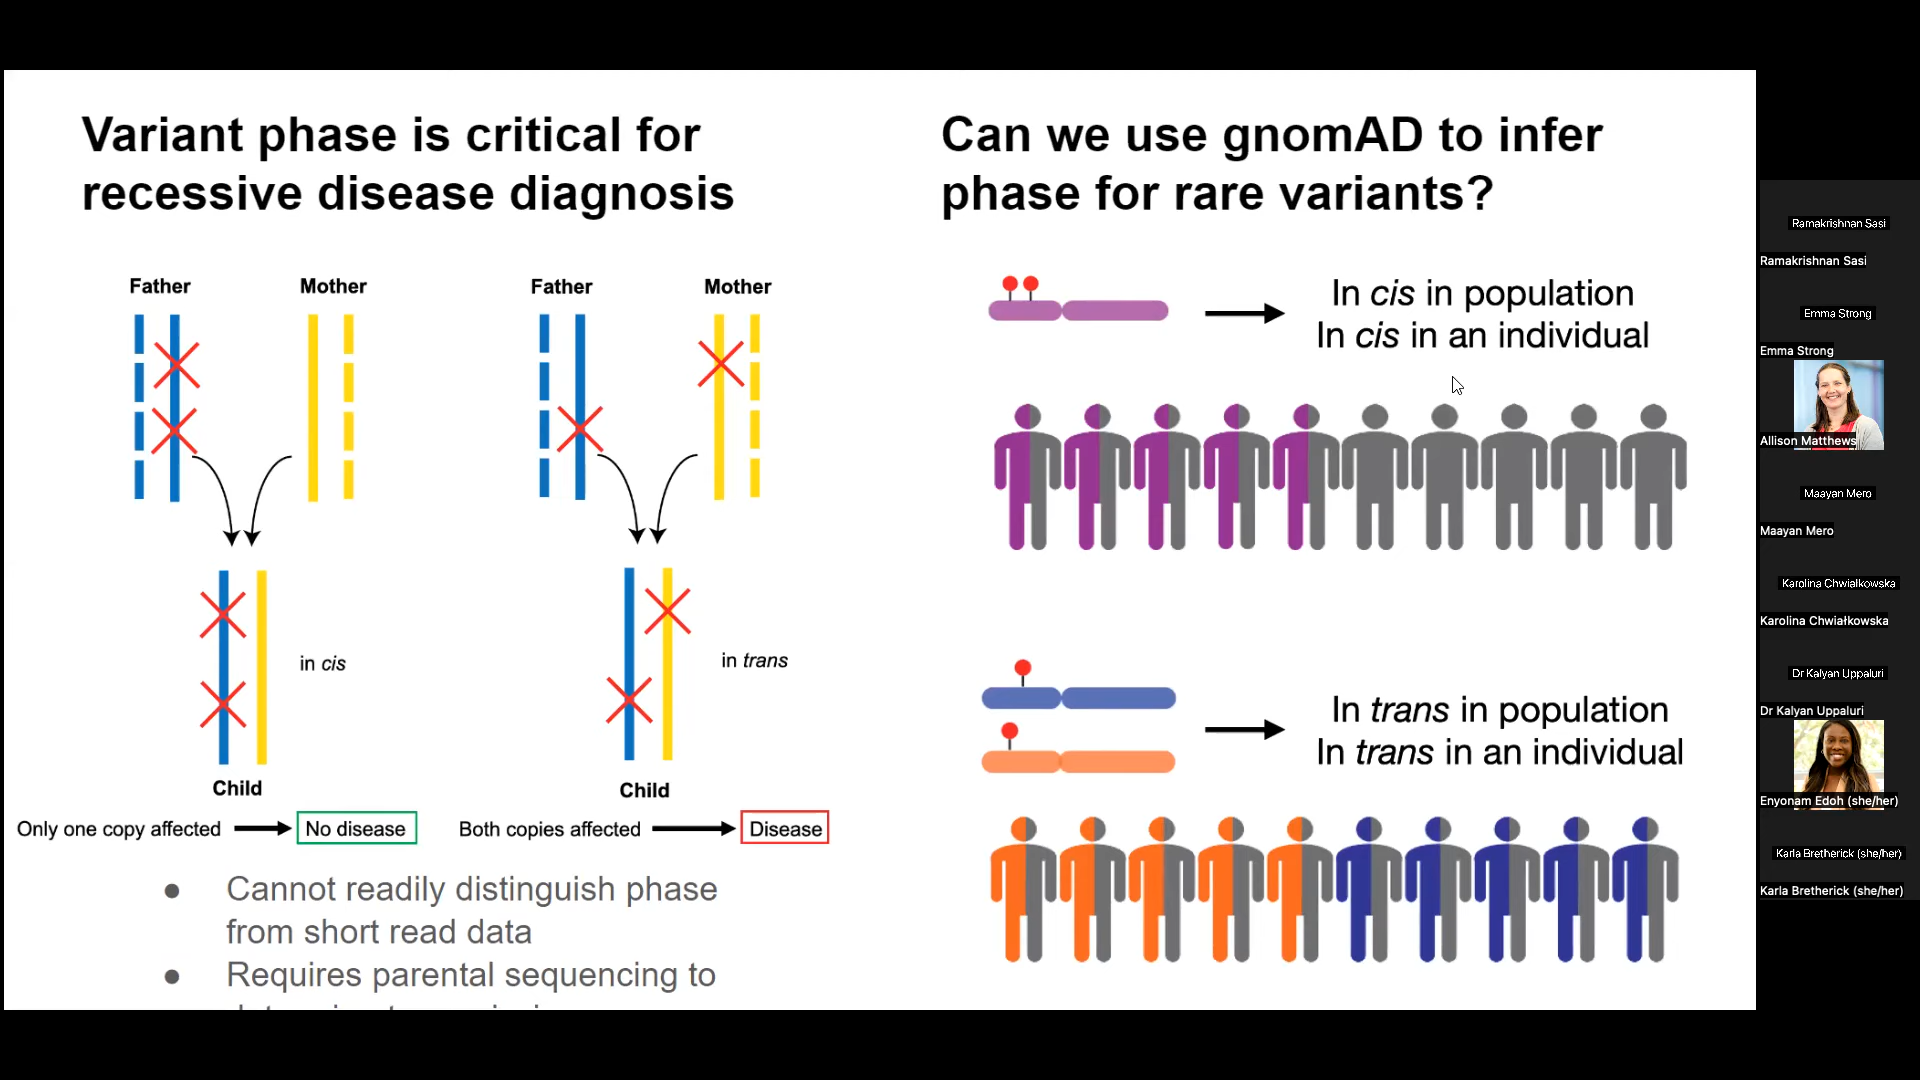 Variant phase is critical for
recessive disease diagnosis
Father
Mother
Father
Mother
in cis
in trans
Child
Child
Only one copy affected
No disease
Both copies affected
Disease
● Cannot readily distinguish phase
from short read data
● Requires parental sequencing to
Can we use gnomAD to infer
phase for rare variants?
In cis in population
In cis in an individual
In trans in population
In trans in an individual
Ramakrishnan Sasi
Ramakrishnan Sasi
Emma Strong
Emma Strong
Allison Matthews
Maayan Mero
Maayan Mero
Karolina Chwiałkowska
Karolina Chwiałkowska
Dr Kalyan Uppaluri
Dr Kalyan Uppaluri
Enyonam Edoh (she/her)
Karla Bretherick (she/her)
Karla Bretherick (she/her)